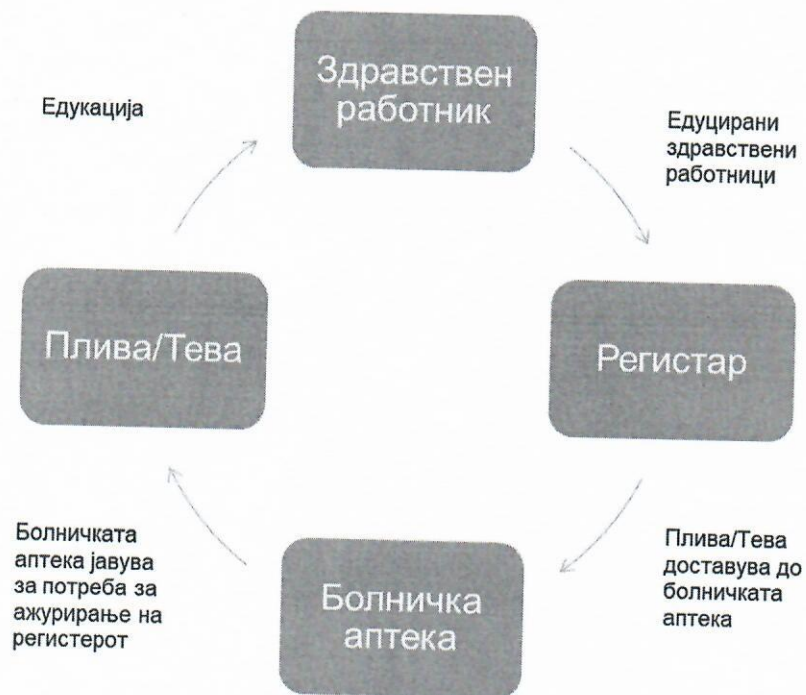 Здравствен
работник
Едукација
Едуцирани
здравствени
работници
Плива/Тева
Регистар
Болничката
аптека јавува
за потреба за
ажурирање на
регистерот
Болничка
аптека
Плива/Тева
доставува до
болничката
аптека